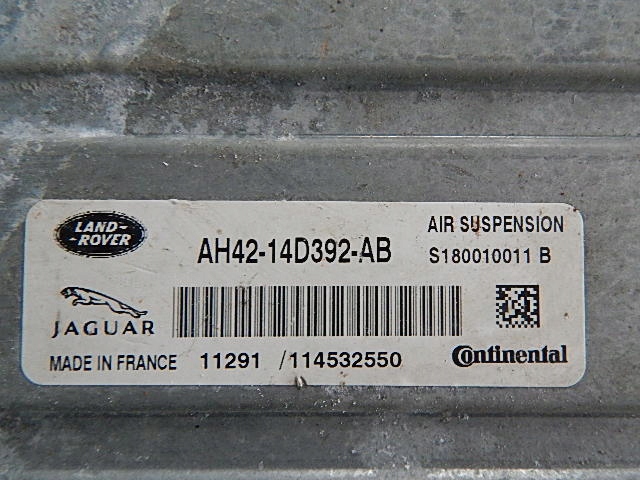 LAND-
-ROVER
AH42-14D392-AB
AIR SUSPENSION
S180010011 B
JAGUAR
MADE IN FRANCE 11291 /114532550 Continental